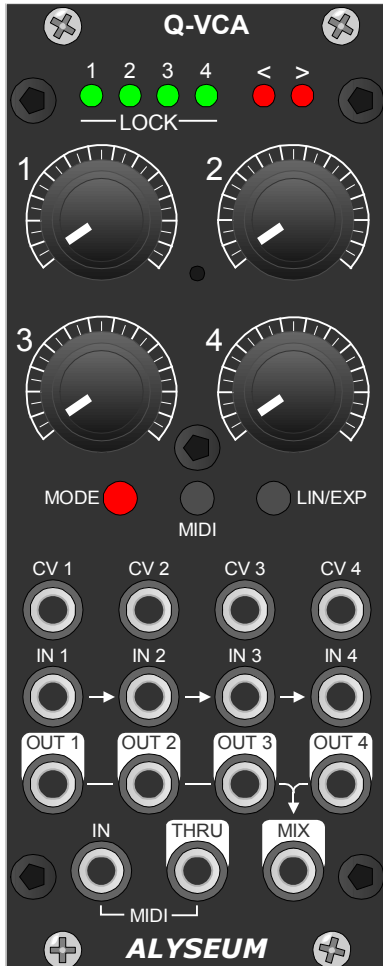 Q-VCA
1 2 3 4 < >
LOCK
1 2
3 4
MODE LIN/EXP
MIDI
CV 1 CV 2 CV 3 CV 4
IN 1 IN 2 IN 3 IN 4
OUT 1 OUT 2 OUT 3 OUT 4
IN THRU MIX
MIDI
ALYSEUM